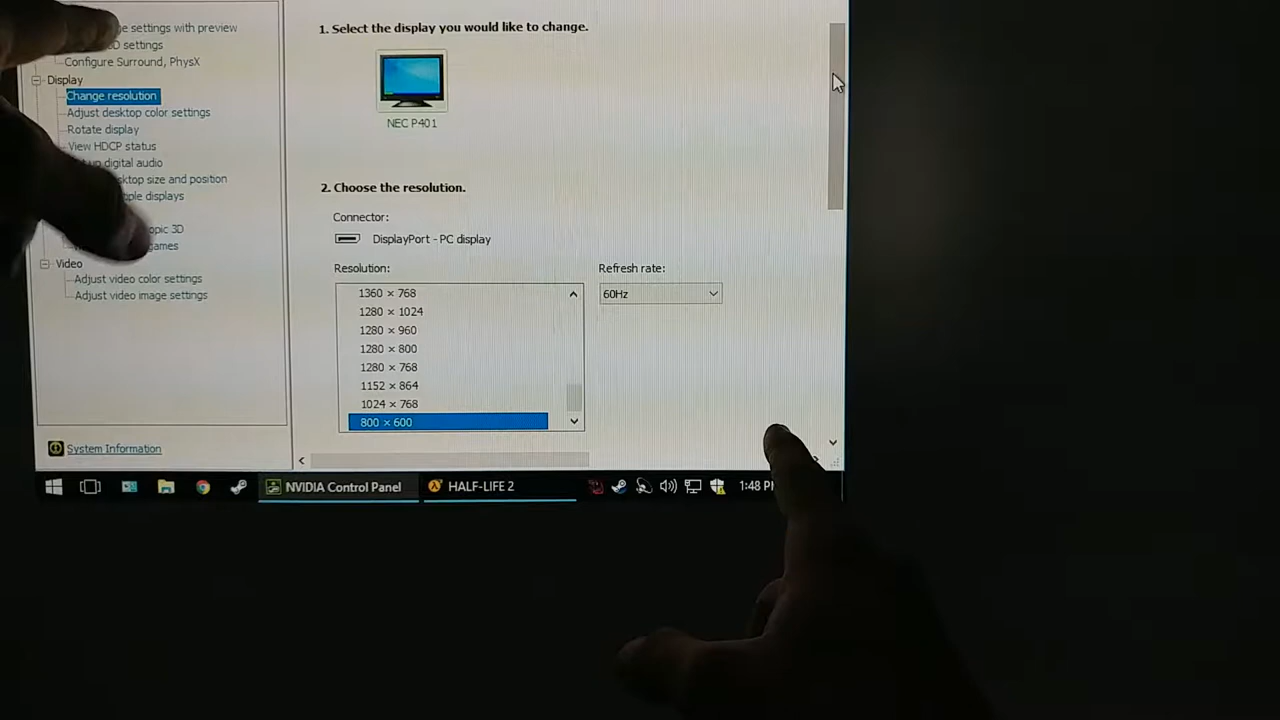 ge settings with preview
D settings
Configure Surround, PhysX
Display
Change resolution
Adjust desktop color settings
Rotate display
View HDCP status
up digital audio
sktop size and position
tiple displays
opic 3D
games
Video
Adjust video color settings
Adjust video image settings
System Information
1. Select the display you would like to change.
NEC P401
2. Choose the resolution.
Connector:
DisplayPort - PC display
Resolution:
Refresh rate:
60Hz
1360 × 768
1280 × 1024
1280 × 960
1280 × 800
1280 × 768
1152 × 864
1024 × 768
800 × 600
NVIDIA Control Panel
HALF-LIFE 2
1:48 P